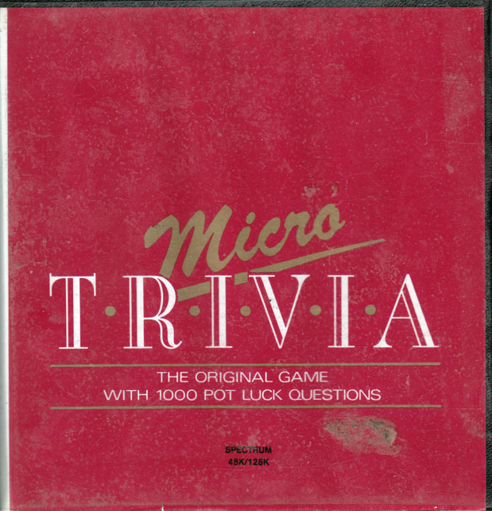 Micro
T·R·I·V·I·A
THE ORIGINAL GAME
WITH 1000 POT LUCK QUESTIONS
SPECTRUM
48K/128K